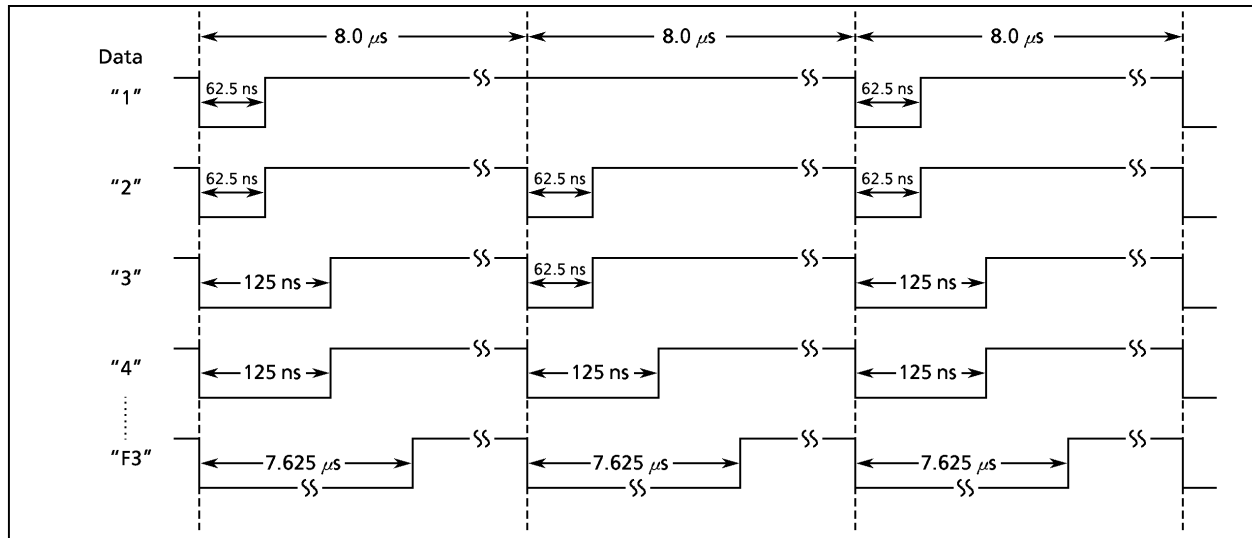 8.0 μs 8.0 μs 8.0 μs
Data
“1” 62.5 ns 62.5 ns
“2” 62.5 ns 62.5 ns 62.5 ns
“3” 125 ns 62.5 ns 125 ns
“4” 125 ns 125 ns 125 ns
“F3” 7.625 μs 7.625 μs 7.625 μs